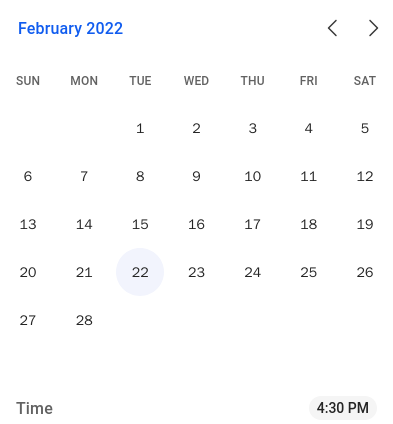 February 2022
SUN MON TUE WED THU FRI SAT
1 2 3 4 5
6 7 8 9 10 11 12
13 14 15 16 17 18 19
20 21 22 23 24 25 26
27 28
Time 4:30 PM